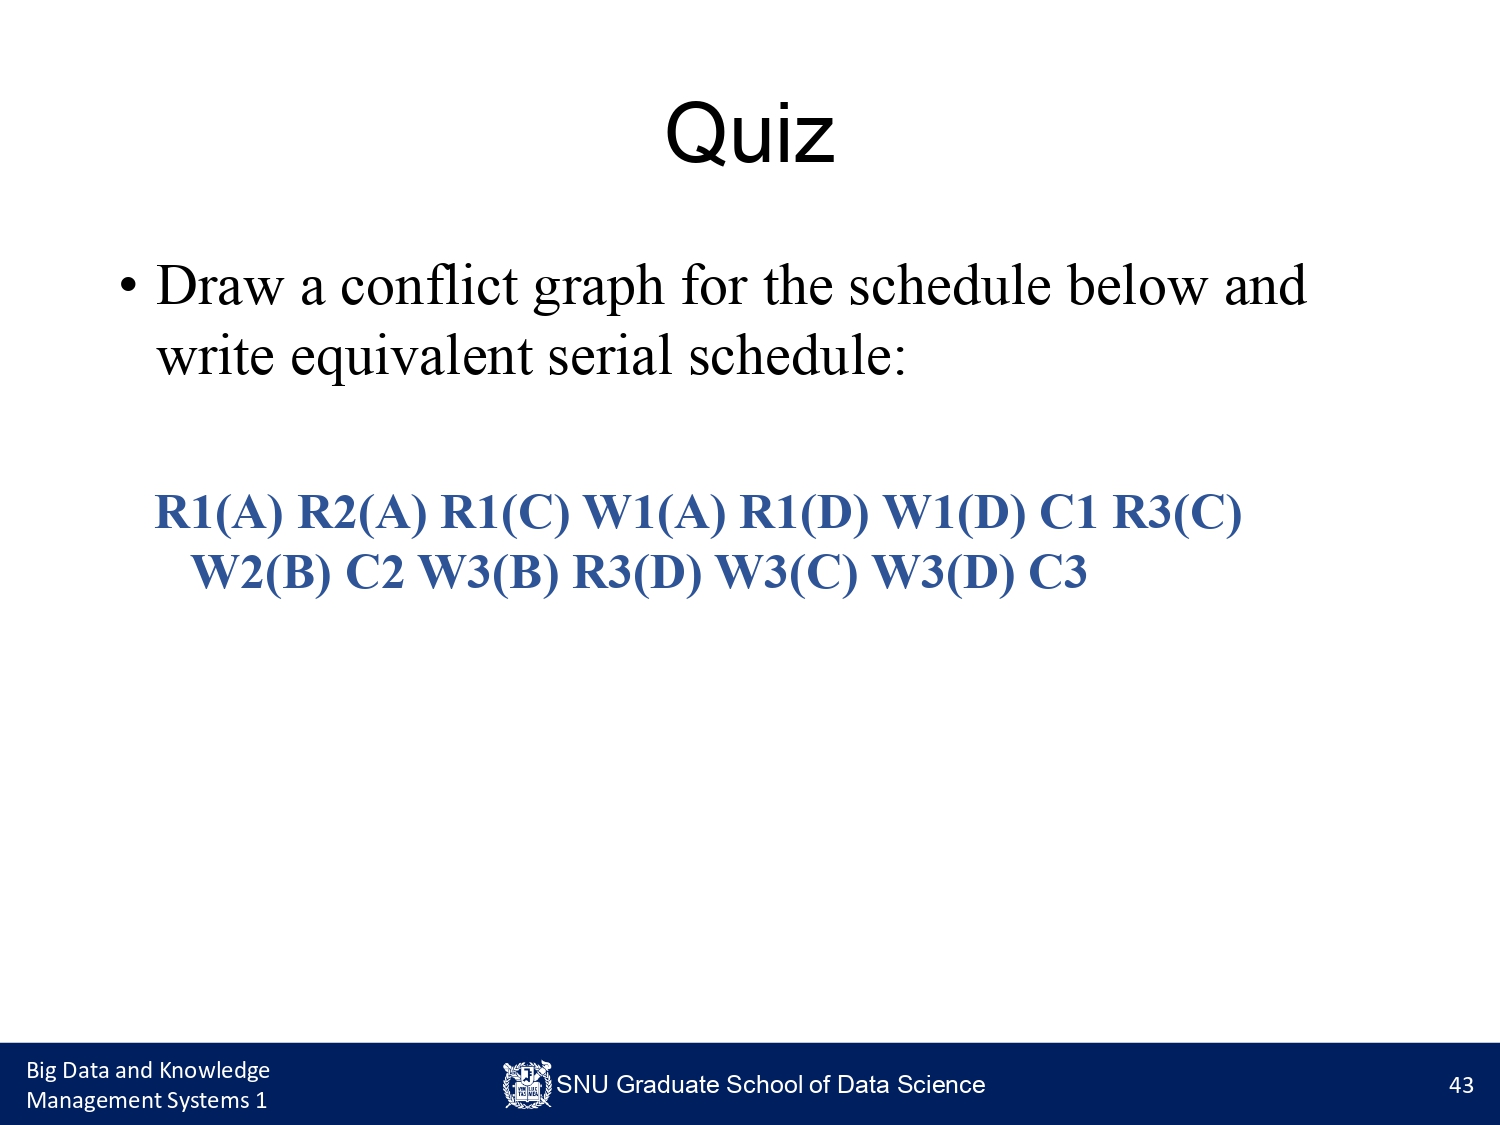 Quiz
• Draw a conflict graph for the schedule below and
write equivalent serial schedule:
R1(A) R2(A) R1(C) W1(A) R1(D) W1(D) C1 R3(C)
W2(B) C2 W3(B) R3(D) W3(C) W3(D) C3
Big Data and Knowledge
Management Systems 1
SNU Graduate School of Data Science
43